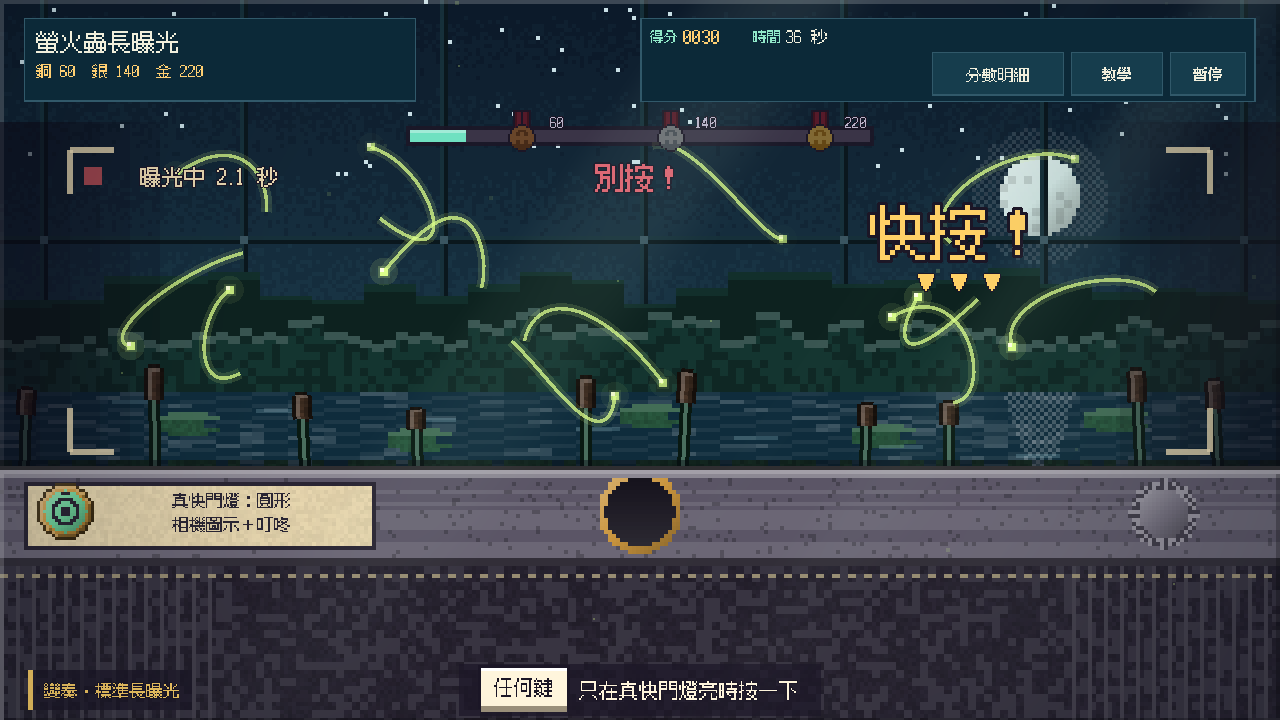 螢火蟲長曝光
銅 60 銀 140 金 220
得分 0030 時間 36 秒
分數明細
教學
暫停
60
140
220
曝光中 2.1 秒
別按！
快按！
真快門燈：圓形
相機圖示＋叮咚
變奏·標準長曝光
任何鍵 只在真快門燈亮時按一下